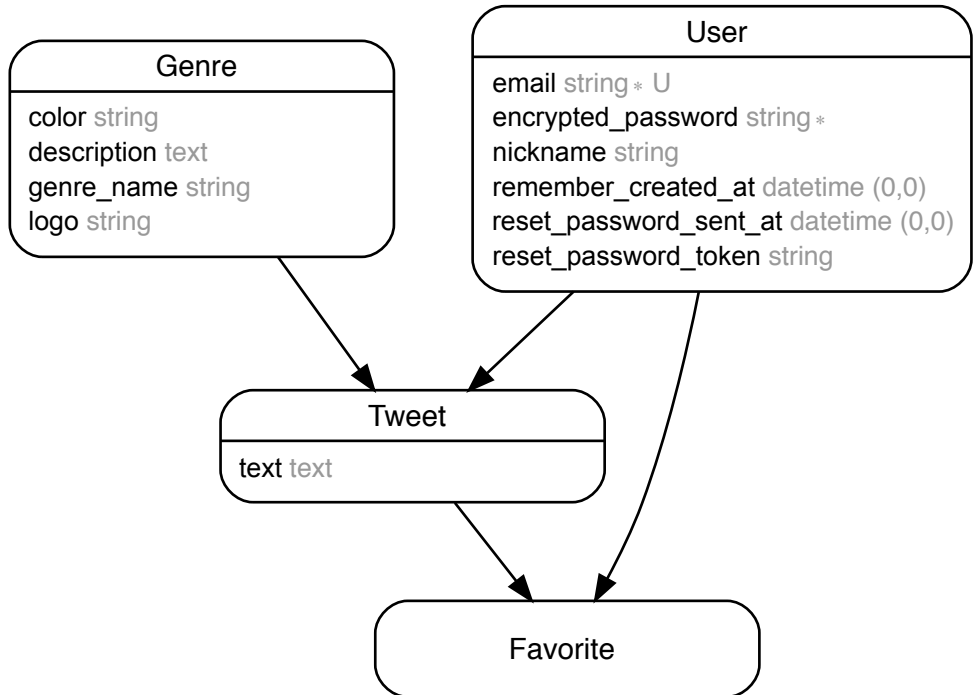 Genre
color string
description text
genre_name string
logo string
User
email string * U
encrypted_password string *
nickname string
remember_created_at datetime (0,0)
reset_password_sent_at datetime (0,0)
reset_password_token string
Tweet
text text
Favorite